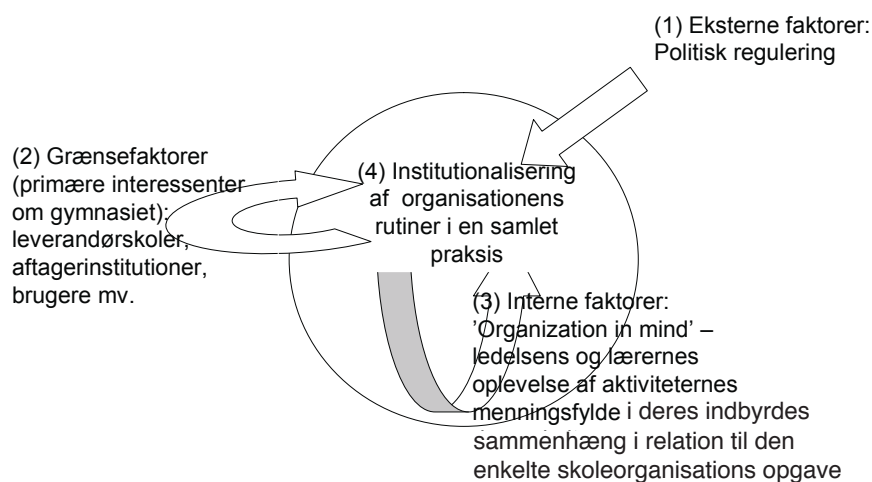 (1) Eksterne faktorer:
Politisk regulering
(2) Grænsefaktorer
(primære interessenter
om gymnasiet):
leverandørskoler,
aftagerinstitutioner,
brugere mv.
(4) Institutionalisering
af organisationens
rutiner i en samlet
praksis
(3) Interne faktorer:
’Organization in mind’ –
ledelsens og lærernes
oplevelse af aktiviteternes
menningsfylde i deres indbyrdes
sammenhæng i relation til den
enkelte skoleorganisations opgave